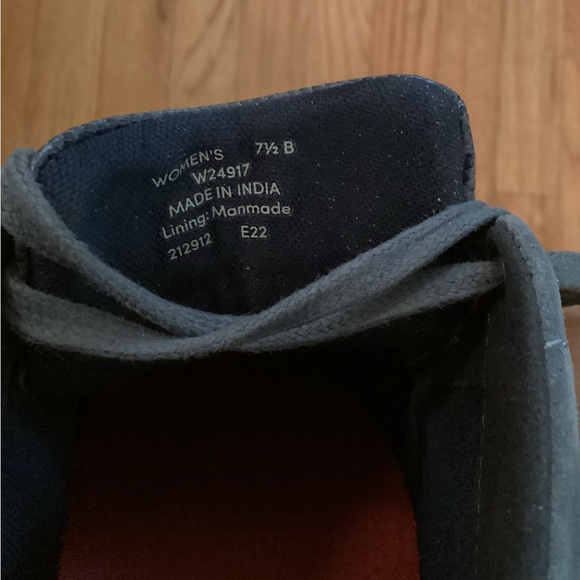 WOMEN'S 7½ B
W24917
MADE IN INDIA
Lining: Manmade
212912 E22